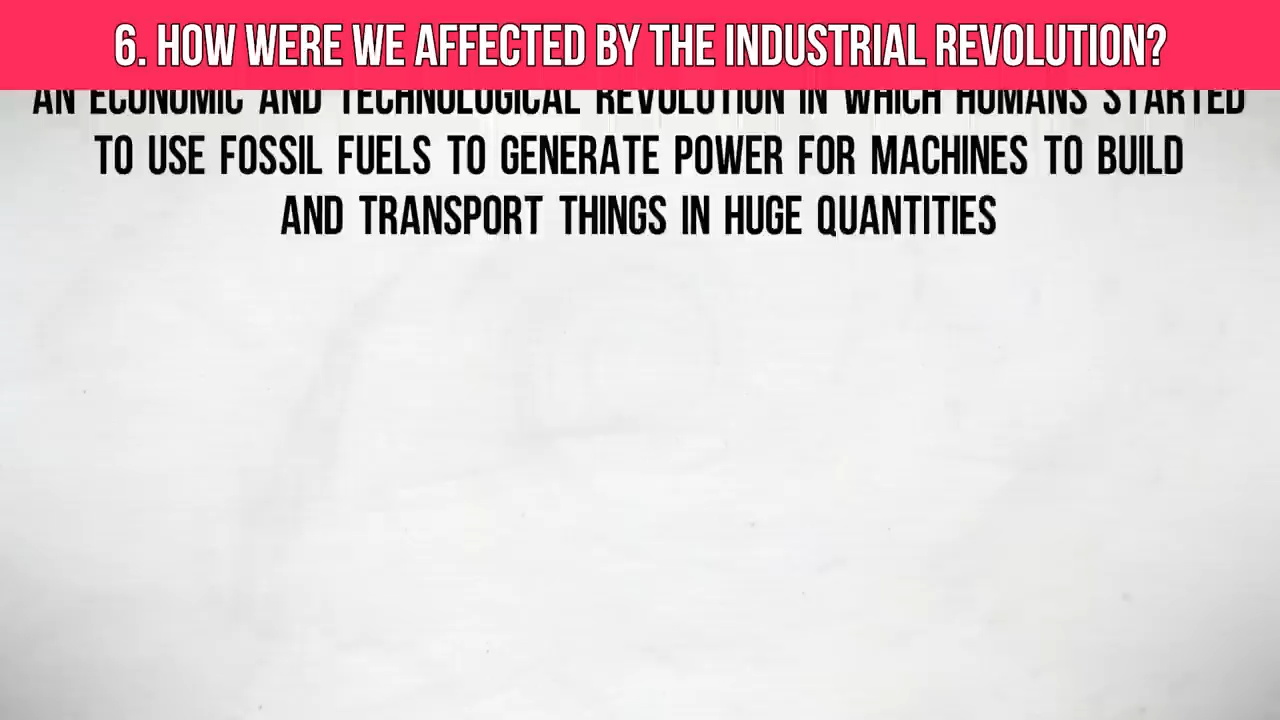 6. HOW WERE WE AFFECTED BY THE INDUSTRIAL REVOLUTION?
AN ECONOMIC AND TECHNOLOGICAL REVOLUTION IN WHICH HUMANS STARTED
TO USE FOSSIL FUELS TO GENERATE POWER FOR MACHINES TO BUILD
AND TRANSPORT THINGS IN HUGE QUANTITIES